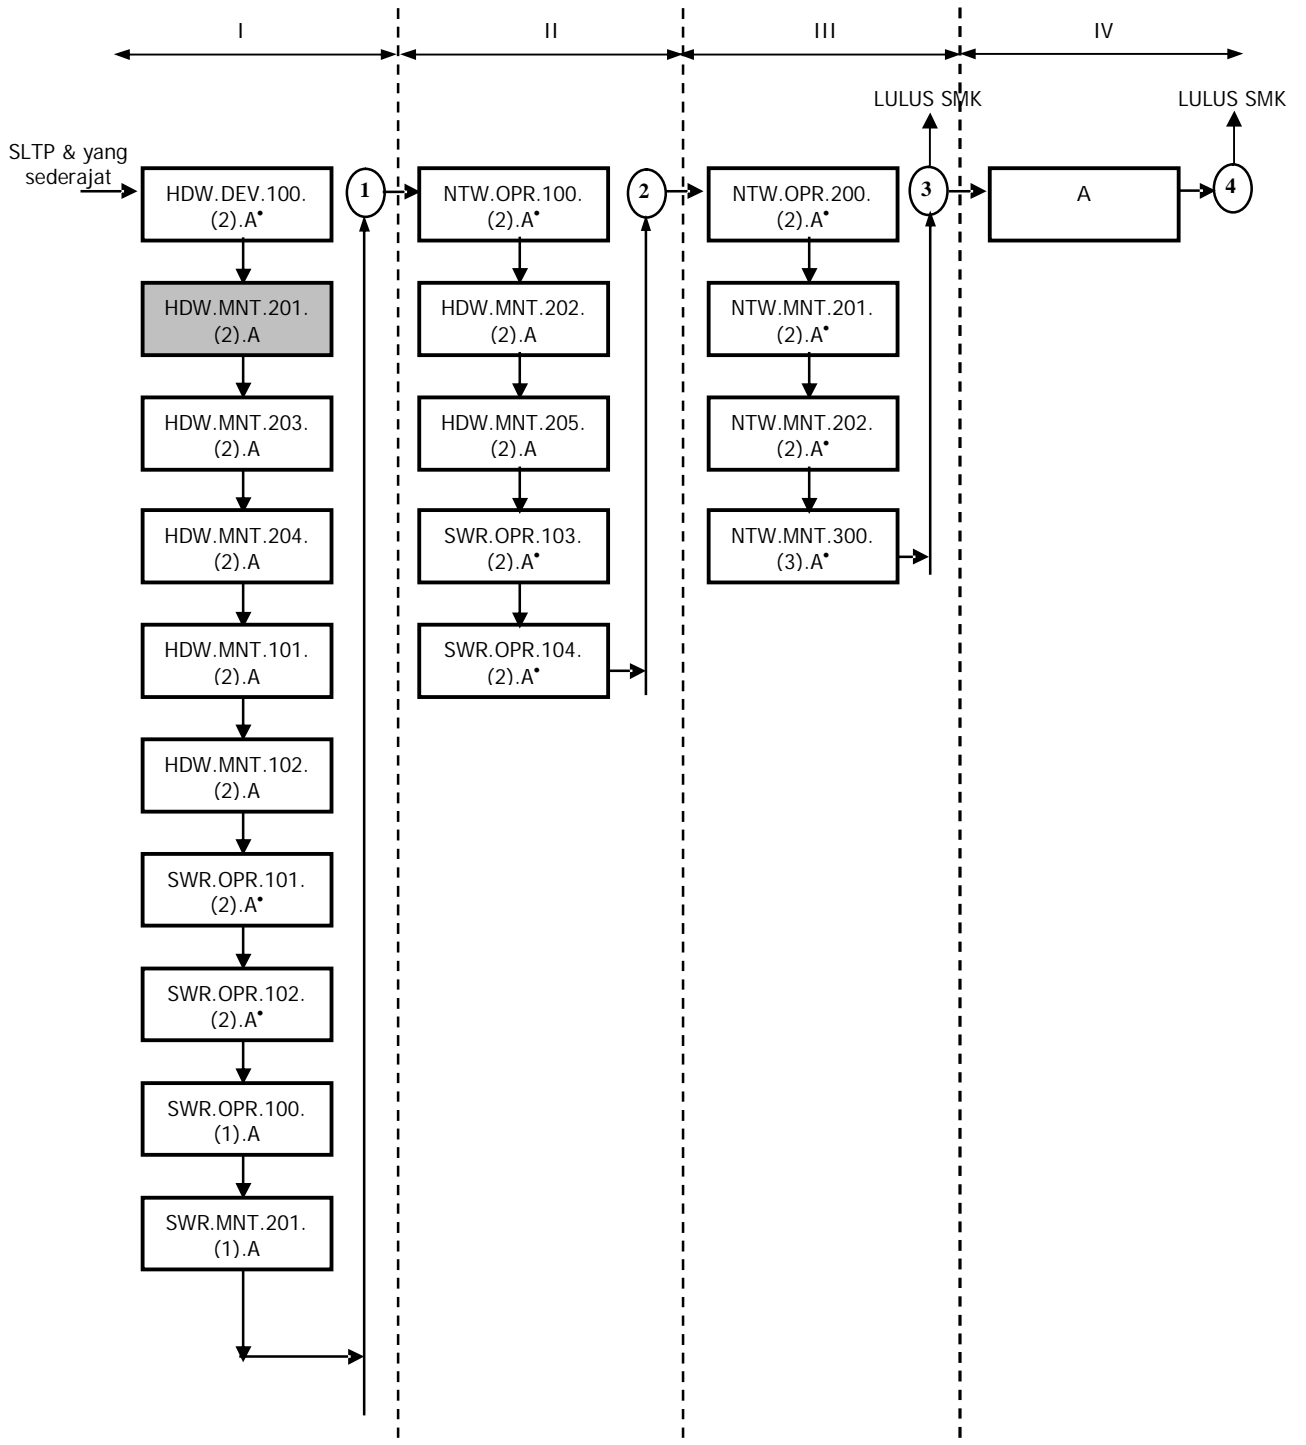 I
II
III
IV
LULUS SMK
LULUS SMK
SLTP & yang
sederajat
HDW.DEV.100.
(2).A•
HDW.MNT.201.
(2).A
HDW.MNT.203.
(2).A
HDW.MNT.204.
(2).A
HDW.MNT.101.
(2).A
HDW.MNT.102.
(2).A
SWR.OPR.101.
(2).A•
SWR.OPR.102.
(2).A•
SWR.OPR.100.
(1).A
SWR.MNT.201.
(1).A
1
NTW.OPR.100.
(2).A•
HDW.MNT.202.
(2).A
HDW.MNT.205.
(2).A
SWR.OPR.103.
(2).A•
SWR.OPR.104.
(2).A•
2
NTW.OPR.200.
(2).A•
NTW.MNT.201.
(2).A•
NTW.MNT.202.
(2).A•
NTW.MNT.300.
(3).A•
3
A
4